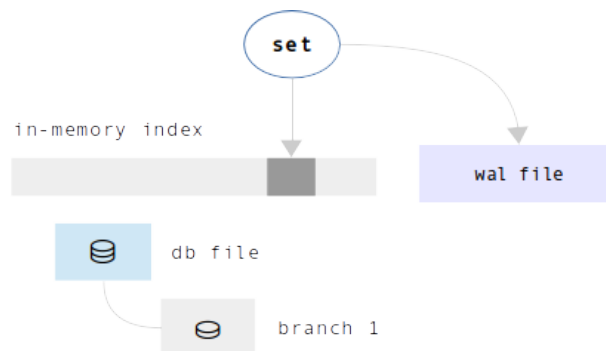 set
in-memory index
wal file
db file
branch 1